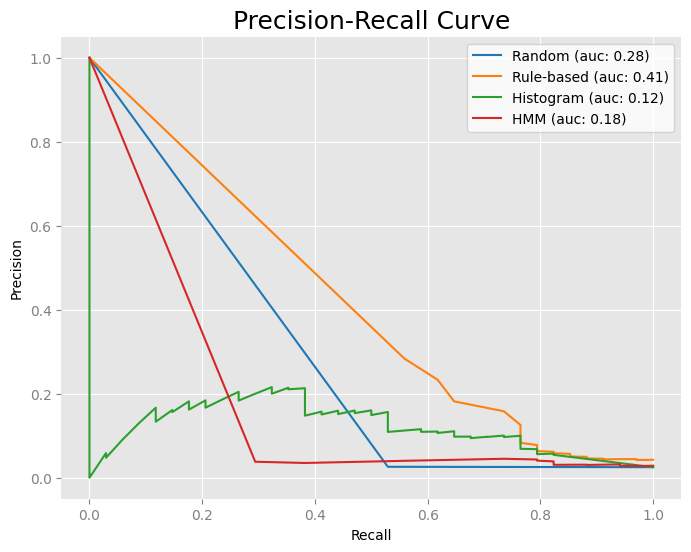 Precision-Recall Curve
Random (auc: 0.28)
Rule-based (auc: 0.41)
Histogram (auc: 0.12)
HMM (auc: 0.18)
Precision
1.0
0.8
0.6
0.4
0.2
0.0
0.0 0.2 0.4 0.6 0.8 1.0
Recall